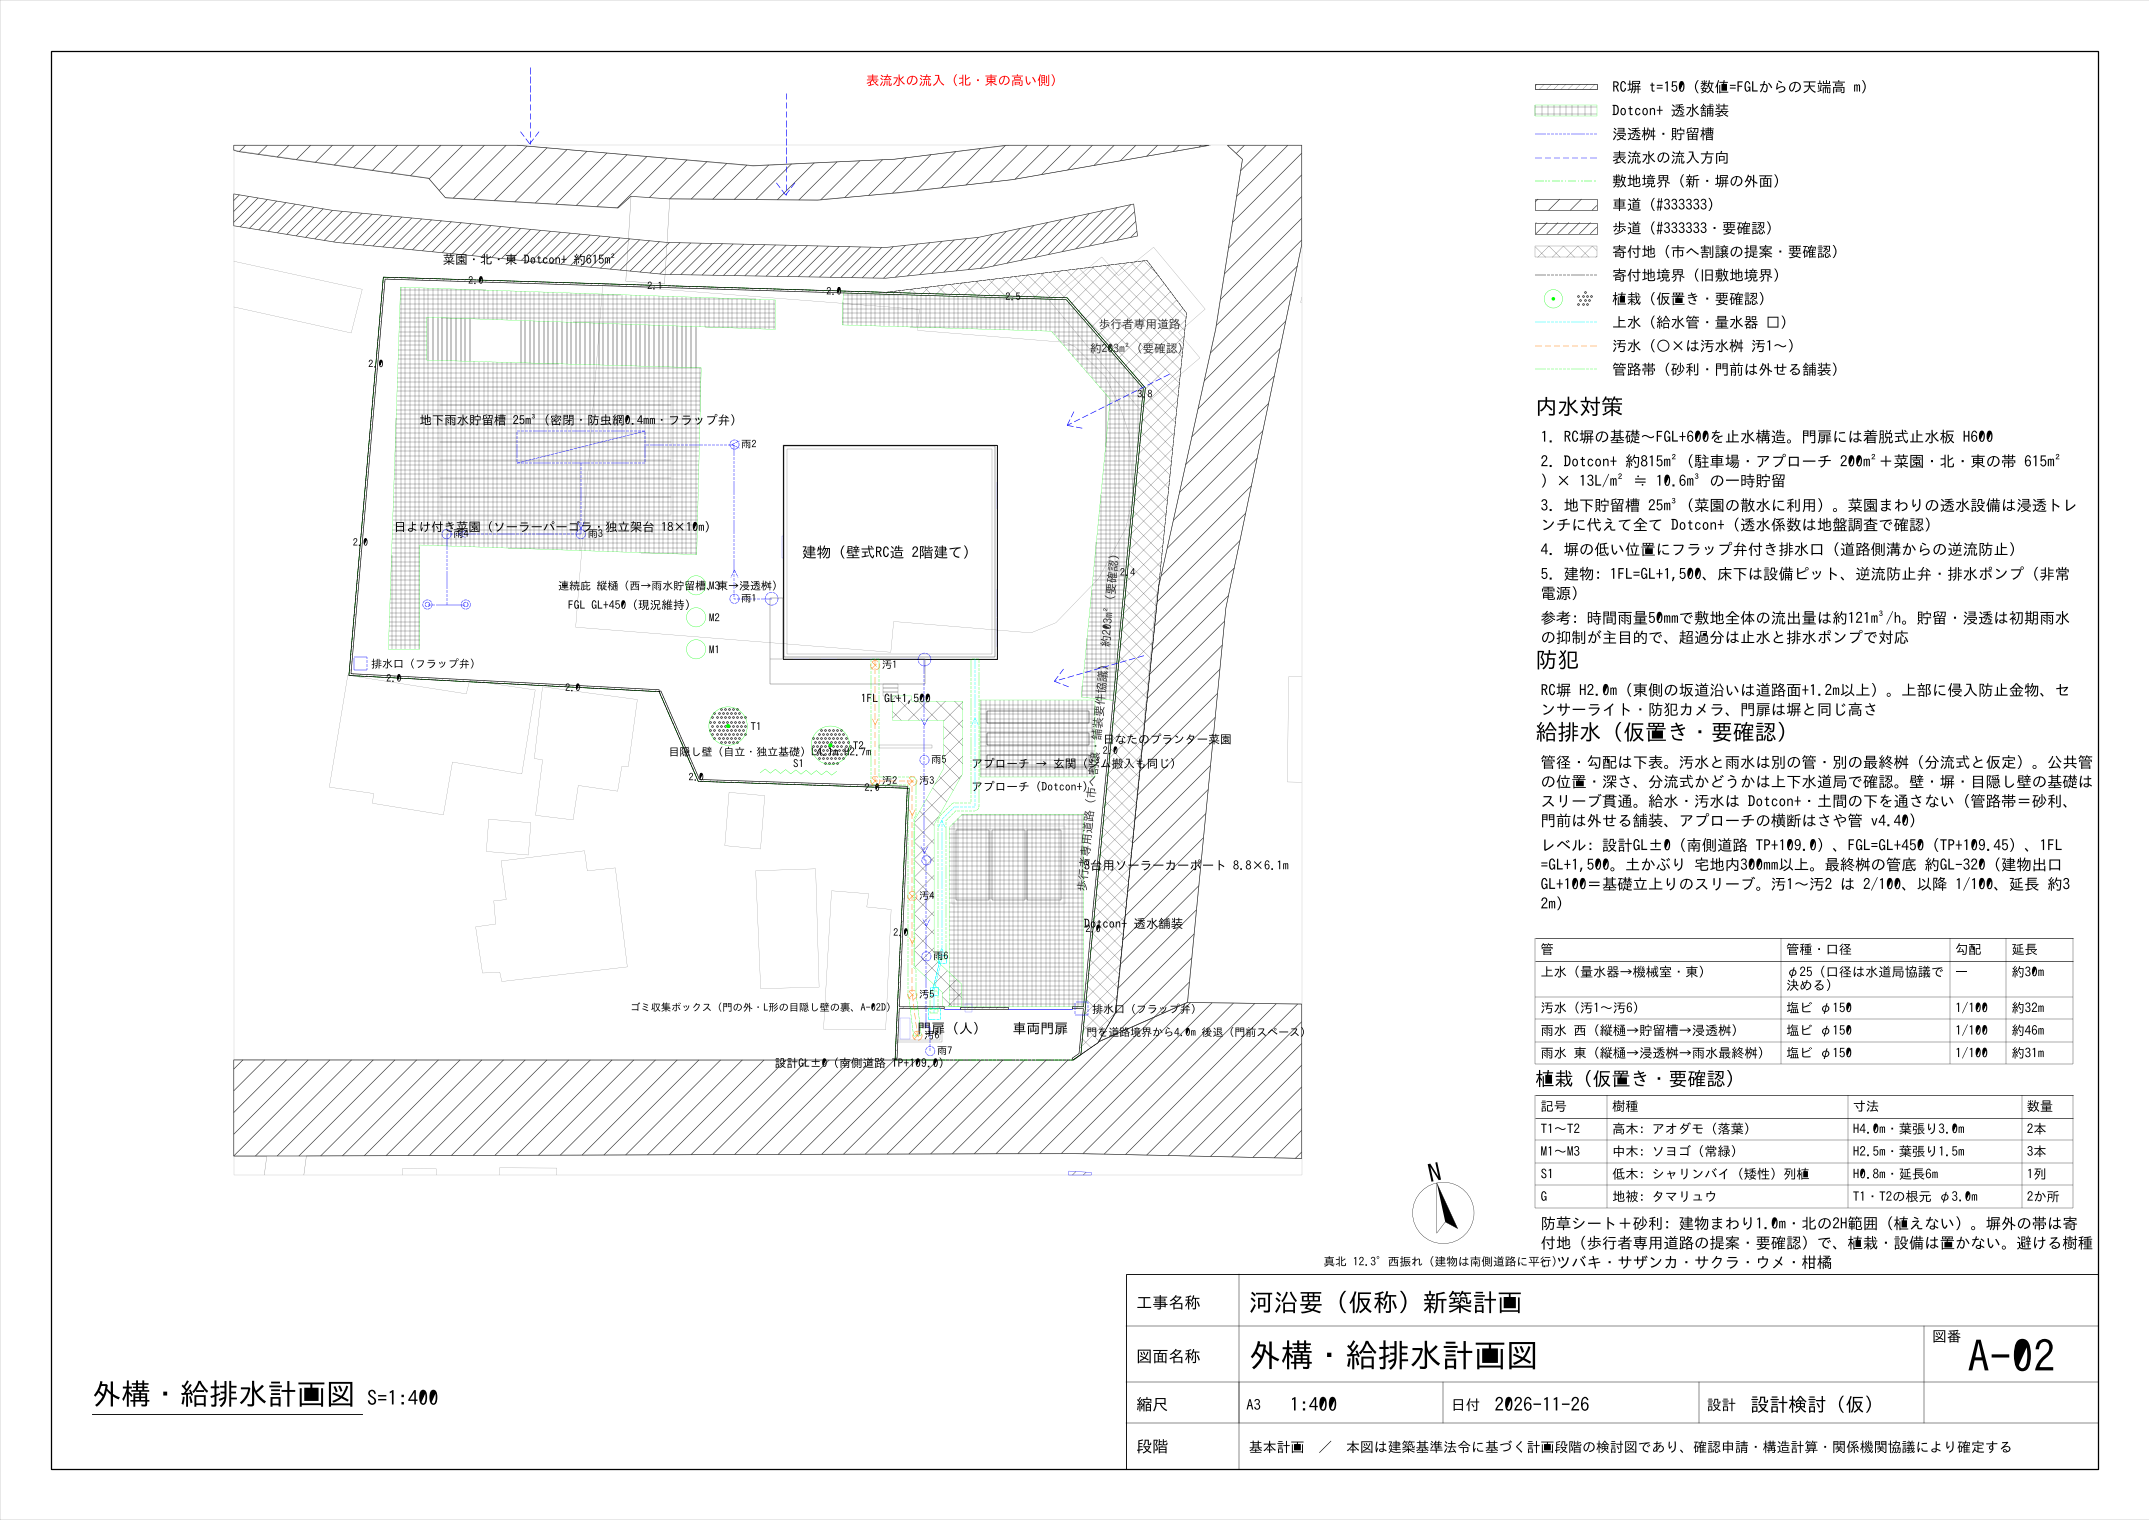 表流水の流入（北・東の高い側）
菜園・北・東 Dotcon+ 約615m²
2.0
2.1
2.0
2.5
歩行者専用道路
約203m²（要確認）
2.0
3.8
地下雨水貯留槽 25m³（密閉・防虫網0.4mm・フラップ弁）
雨2
日よけ付き菜園（ソーラーパーゴラ・独立架台 18×10m）
雨4
雨3
2.0
建物（壁式RC造 2階建て）
2.4
連続庇 縦樋（西→雨水貯留槽、東→浸透桝）
M3
雨1
FGL GL+450（現況維持）
M2
M1
排水口（フラップ弁）
汚1
2.0
2.0
1FL GL+1,500
T1
T2
目隠し壁（自立・独立基礎）
S1
日なたのプランター菜園
2.0
アプローチ → 玄関（ゴミ搬入も同じ）
雨5
2.0
汚2
汚3
2.0
アプローチ（Dotcon+）
歩行者専用道路（市へ割譲・舗装要件協議） 約203m²（要確認）
台用ソーラーカーポート 8.8×6.1m
汚4
2.0
Dotcon+ 透水舗装
2.0
雨6
汚5
ゴミ収集ボックス（門の外・L形の目隠し壁の裏、A-02D）
排水口（フラップ弁）
門扉（人）
車両門扉
門を道路境界から4.0m 後退（門前スペース）
汚6
雨7
設計GL±0（南側道路 TP+109.0）
N
真北 12.3° 西振れ（建物は南側道路に平行）
外構・給排水計画図 S=1:400
RC塀 t=150（数値=FGLからの天端高 m）
Dotcon+ 透水舗装
浸透桝・貯留槽
表流水の流入方向
敷地境界（新・塀の外面）
車道（#333333）
歩道（#333333・要確認）
寄付地（市へ割譲の提案・要確認）
寄付地境界（旧敷地境界）
植栽（仮置き・要確認）
上水（給水管・量水器 □）
汚水（○×は汚水桝 汚1～）
管路帯（砂利・門前は外せる舗装）
内水対策
1. RC塀の基礎～FGL+600を止水構造。門扉には着脱式止水板 H600
2. Dotcon+ 約815m²（駐車場・アプローチ 200m²＋菜園・北・東の帯 615m²
）× 13L/m² ≒ 10.6m³ の一時貯留
3. 地下貯留槽 25m³（菜園の散水に利用）。菜園まわりの透水設備は浸透トレ
ンチに代えて全て Dotcon+（透水係数は地盤調査で確認）
4. 塀の低い位置にフラップ弁付き排水口（道路側溝からの逆流防止）
5. 建物: 1FL=GL+1,500、床下は設備ピット、逆流防止弁・排水ポンプ（非常
電源）
参考: 時間雨量50mmで敷地全体の流出量は約121m³/h。貯留・浸透は初期雨水
の抑制が主目的で、超過分は止水と排水ポンプで対応
防犯
RC塀 H2.0m（東側の坂道沿いは道路面+1.2m以上）。上部に侵入防止金物、セ
ンサーライト・防犯カメラ、門扉は塀と同じ高さ
給排水（仮置き・要確認）
管径・勾配は下表。汚水と雨水は別の管・別の最終桝（分流式と仮定）。公共管
の位置・深さ、分流式かどうかは上下水道局で確認。壁・塀・目隠し壁の基礎は
スリーブ貫通。給水・汚水は Dotcon+・土間の下を通さない（管路帯＝砂利、
門前は外せる舗装、アプローチの横断はさや管 v4.40）
レベル: 設計GL±0（南側道路 TP+109.0）、FGL=GL+450（TP+109.45）、1FL
=GL+1,500。土かぶり 宅地内300mm以上。最終桝の管底 約GL-320（建物出口
GL+100＝基礎立上りのスリーブ。汚1～汚2 は 2/100、以降 1/100、延長 約3
2m）
管 管種・口径 勾配 延長
上水（量水器→機械室・東） φ25（口径は水道局協議で決める） ― 約30m
汚水（汚1～汚6） 塩ビ φ150 1/100 約32m
雨水 西（縦樋→貯留槽→浸透桝） 塩ビ φ150 1/100 約46m
雨水 東（縦樋→浸透桝→雨水最終桝） 塩ビ φ150 1/100 約31m
植栽（仮置き・要確認）
記号 樹種 寸法 数量
T1～T2 高木: アオダモ（落葉） H4.0m・葉張り3.0m 2本
M1～M3 中木: ソヨゴ（常緑） H2.5m・葉張り1.5m 3本
S1 低木: シャリンバイ（矮性）列植 H0.8m・延長6m 1列
G 地被: タマリュウ T1・T2の根元 φ3.0m 2か所
防草シート＋砂利: 建物まわり1.0m・北の2H範囲（植えない）。塀外の帯は寄
付地（歩行者専用道路の提案・要確認）で、植栽・設備は置かない。避ける樹種
ツバキ・サザンカ・サクラ・ウメ・柑橘
工事名称 河沿要（仮称）新築計画
図面名称 外構・給排水計画図 図番 A-02
縮尺 A3 1:400 日付 2026-11-26 設計 設計検討（仮）
段階 基本計画 ／ 本図は建築基準法令に基づく計画段階の検討図であり、確認申請・構造計算・関係機関協議により確定する